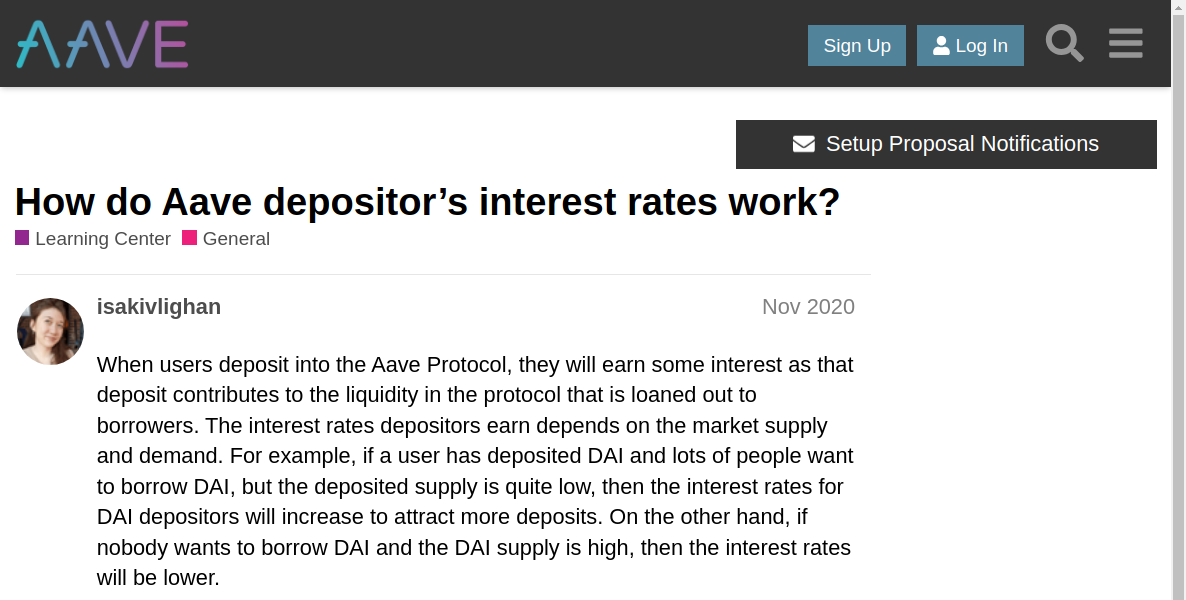 AAVE
Sign Up
Log In
Setup Proposal Notifications
How do Aave depositor’s interest rates work?
Learning Center General
isakivlighan
Nov 2020
When users deposit into the Aave Protocol, they will earn some interest as that
deposit contributes to the liquidity in the protocol that is loaned out to
borrowers. The interest rates depositors earn depends on the market supply
and demand. For example, if a user has deposited DAI and lots of people want
to borrow DAI, but the deposited supply is quite low, then the interest rates for
DAI depositors will increase to attract more deposits. On the other hand, if
nobody wants to borrow DAI and the DAI supply is high, then the interest rates
will be lower.